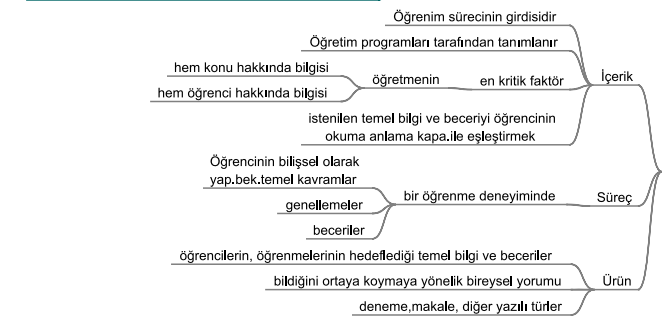 Öğrenim sürecinin girdisidir
Öğretim programları tarafından tanımlanır
hem konu hakkında bilgisi
hem öğrenci hakkında bilgisi
öğretmenin
en kritik faktör
İçerik
istenilen temel bilgi ve beceriyi öğrencinin
okuma anlama kapa.ile eşleştirmek
Öğrencinin bilişsel olarak
yap.bek.temel kavramlar
genellemeler
beceriler
bir öğrenme deneyiminde
Süreç
öğrencilerin, öğrenmelerinin hedeflediği temel bilgi ve beceriler
bildiğini ortaya koymaya yönelik bireysel yorumu
deneme,makale, diğer yazılı türler
Ürün